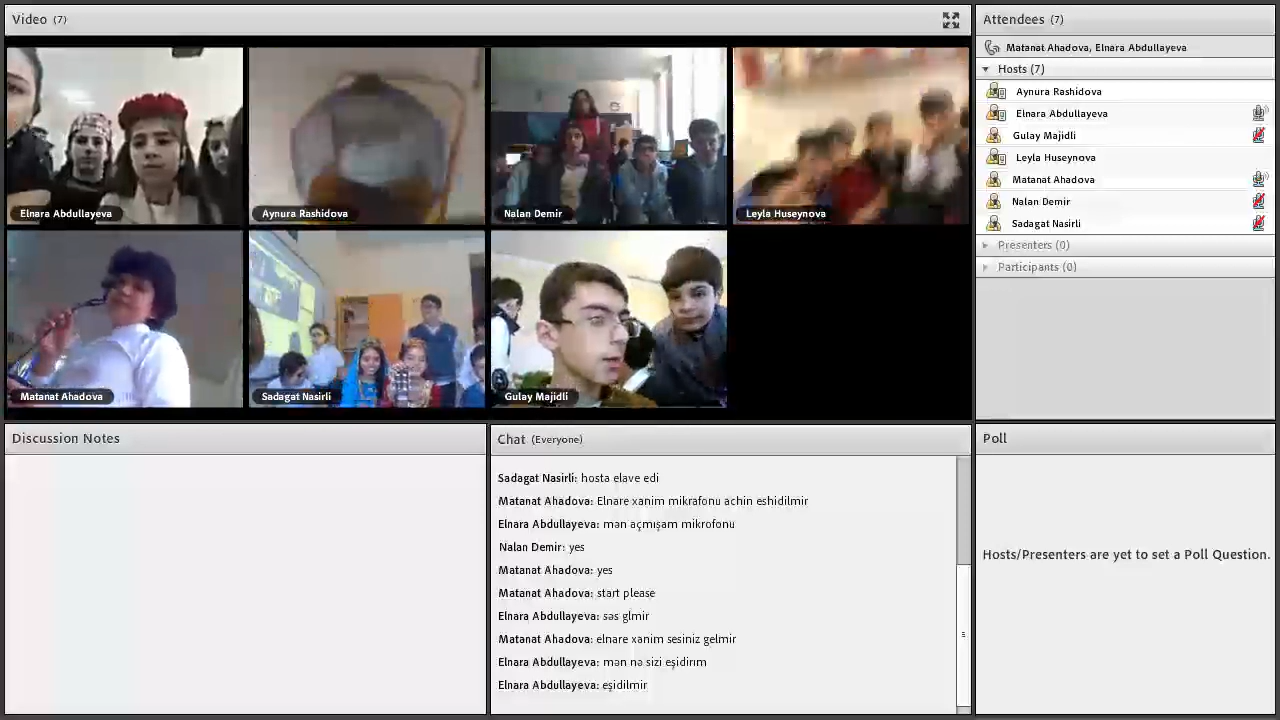 Video (7)
Elnara Abdullayeva
Aynura Rashidova
Nalan Demir
Leyla Huseynova
Matanat Ahadova
Sadagat Nasirli
Gulay Majidli
Attendees (7)
Matanat Ahadova, Elnara Abdullayeva
Hosts (7)
Aynura Rashidova
Elnara Abdullayeva
Gulay Majidli
Leyla Huseynova
Matanat Ahadova
Nalan Demir
Sadagat Nasirli
Presenters (0)
Participants (0)
Discussion Notes
Chat (Everyone)
Sadagat Nasirli: hosta elave edi
Matanat Ahadova: Elnare xanim mikrafonu achin eshidilmir
Elnara Abdullayeva: mən açmışam mikrofonu
Nalan Demir: yes
Matanat Ahadova: yes
Matanat Ahadova: start please
Elnara Abdullayeva: səs glmir
Matanat Ahadova: elnare xanim sesiniz gelmir
Elnara Abdullayeva: mən nə sizi eşidirım
Elnara Abdullayeva: eşidilmir
Poll
Hosts/Presenters are yet to set a Poll Question.